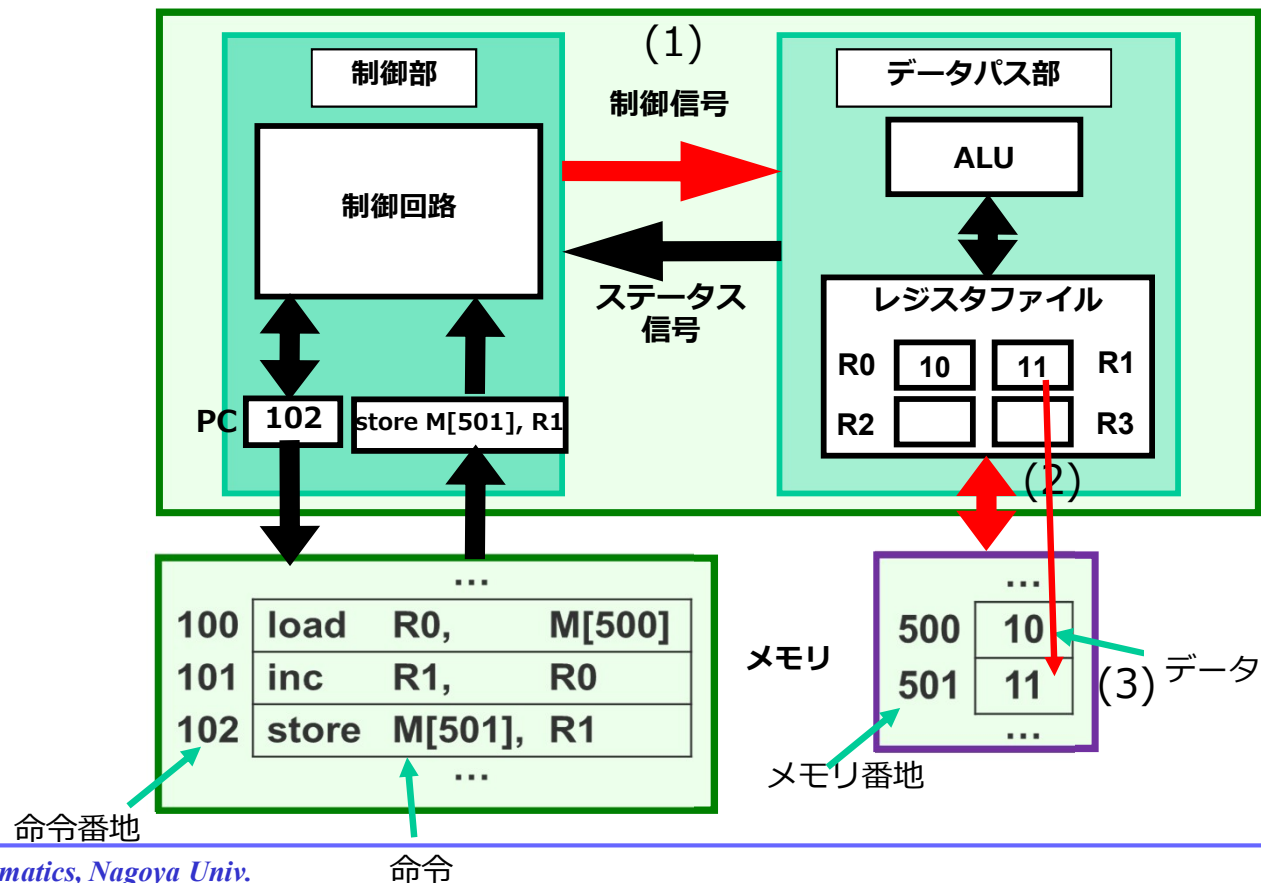 (1)
制御部
データパス部
制御信号
ALU
制御回路
ステータス
信号
レジスタファイル
R0 10 11 R1
R2 R3
PC 102 store M[501], R1
(2)
...
100 load R0, M[500]
101 inc R1, R0
102 store M[501], R1
...
メモリ
...
500 10
501 11
...
(3) データ
メモリ番地
命令番地
命令
matics, Nagoya Univ.